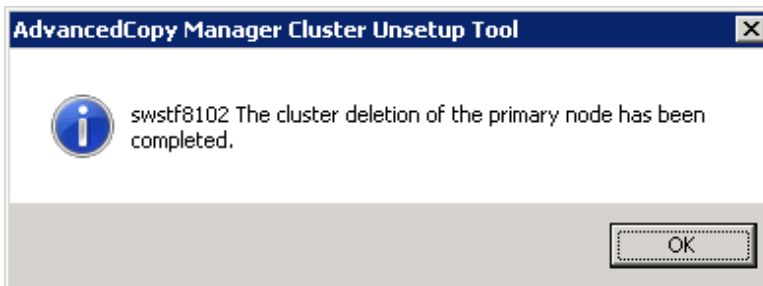 AdvancedCopy Manager Cluster Unsetup Tool
swstf8102 The cluster deletion of the primary node has been
completed.
OK